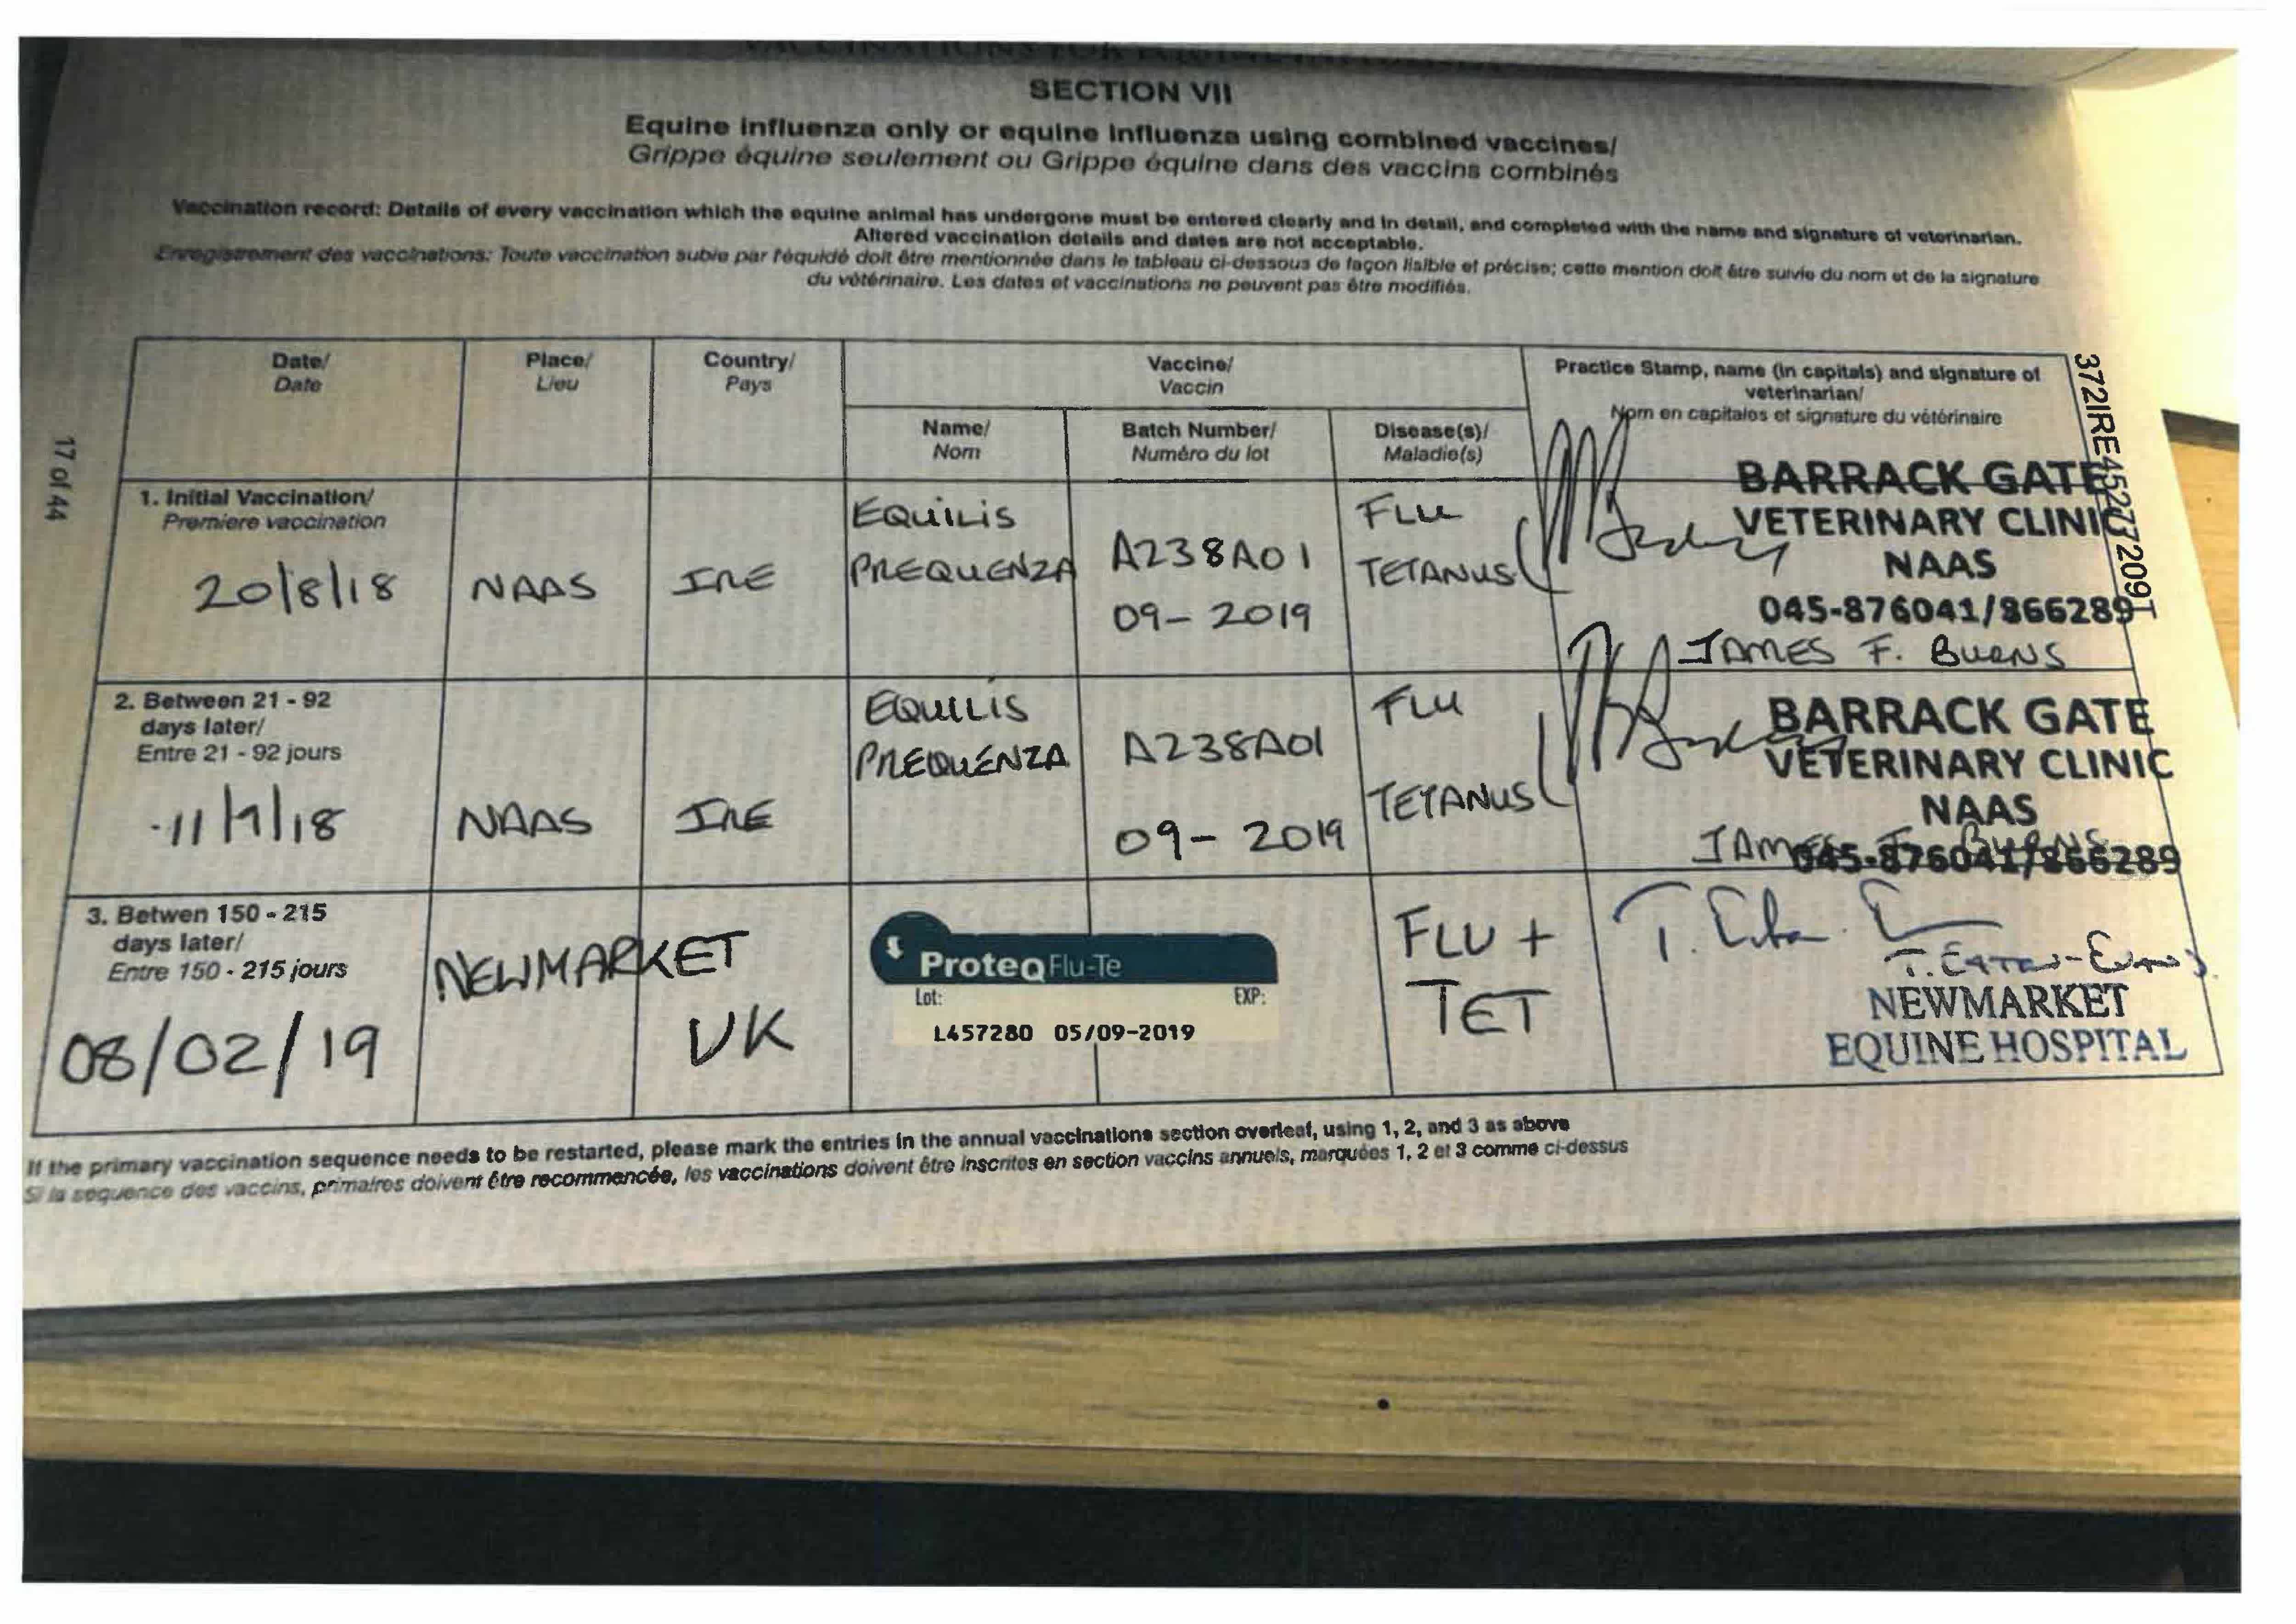 SECTION VII
Equine influenza only or equine influenza using combined vaccines/
Grippe équine seulement ou Grippe équine dans des vaccins combinés
Vaccination record: Details of every vaccination which the equine animal has undergone must be entered clearly and in detail, and completed with the name and signature of veterinarian.
Altered vaccination details and dates are not acceptable.
Enregistrement des vaccinations: Toute vaccination subie par l'équidé doit être mentionnée dans le tableau ci-dessous de façon lisible et précise; cette mention doit être suivie du nom et de la signature
du vétérinaire. Les dates et vaccinations ne peuvent pas être modifiés.
Date/
Date
Place/
Lieu
Country/
Pays
Vaccine/
Vaccin
Practice Stamp, name (in capitals) and signature of
veterinarian/
Nom en capitales et signature du vétérinaire
Name/
Nom
Batch Number/
Numéro du lot
Disease(s)/
Maladie(s)
372IRE45277209T
17 of 44
1. Initial Vaccination/
Premiere vaccination
20/8/18
NAAS
IRE
EQUILIS
PREQUENZA
A238A01
09-2019
FLU
TETANUS
BARRACK GATE
VETERINARY CLINIC
NAAS
045-876041/866289
JAMES F. BURNS
2. Between 21 - 92
days later/
Entre 21 - 92 jours
NAAS
IRE
EQUILIS
PREQUENZA
A238A01
09-2019
FLU
TETANUS
BARRACK GATE
VETERINARY CLINIC
NAAS
JAMES F. BURNS
045-876041/866289
3. Betwen 150 - 215
days later/
Entre 150 - 215 jours
08/02/19
NEWMARKET
UK
ProteqFlu-Te
Lot: EXP:
L457280 05/09-2019
FLU +
TET
NEWMARKET
EQUINE HOSPITAL
If the primary vaccination sequence needs to be restarted, please mark the entries in the annual vaccinations section overleaf, using 1, 2, and 3 as above
Si la sequence des vaccins, primaires doivent être recommencée, les vaccinations doivent être inscrites en section vaccins annuels, marquées 1, 2 et 3 comme ci-dessus